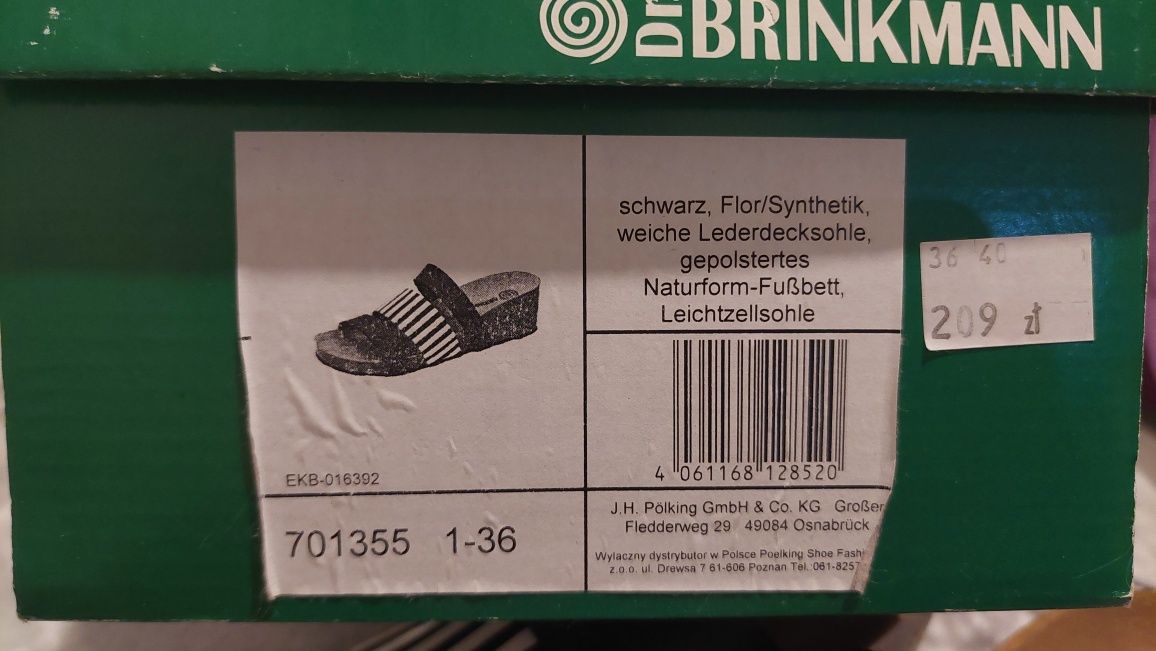 Dr. BRINKMANN
schwarz, Flor/Synthetik,
weiche Lederdecksohle,
gepolstertes
Naturform-Fußbett,
Leichtzellsohle
36 40
209 zł
4 061168 128520
EKB-016392
701355 1-36
J.H. Pölking GmbH & Co. KG Großer
Fledderweg 29 49084 Osnabrück
Wylaczny dystrybutor w Polsce Poelking Shoe Fash
z.o.o. ul. Drewsa 7 61-606 Poznan Tel.:061-8257